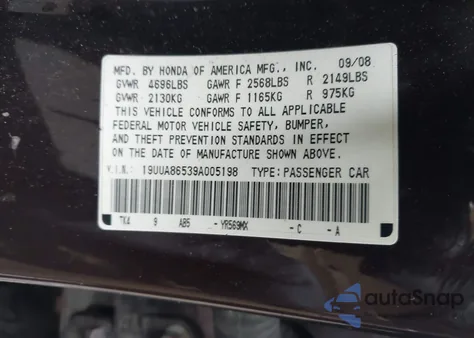 MFD. BY HONDA OF AMERICA MFG., INC. 09/08
GVWR 4696LBS GAWR F 2568LBS R 2149LBS
GVWR 2130KG GAWR F 1165KG R 975KG
THIS VEHICLE CONFORMS TO ALL APPLICABLE
FEDERAL MOTOR VEHICLE SAFETY, BUMPER,
AND THEFT PREVENTION STANDARDS IN EFFECT
ON THE DATE OF MANUFACTURE SHOWN ABOVE.
V.I.N.: 19UUA86539A005198 TYPE: PASSENGER CAR
TK4 9 AB5 - YR569MX - C - A
autoSnap